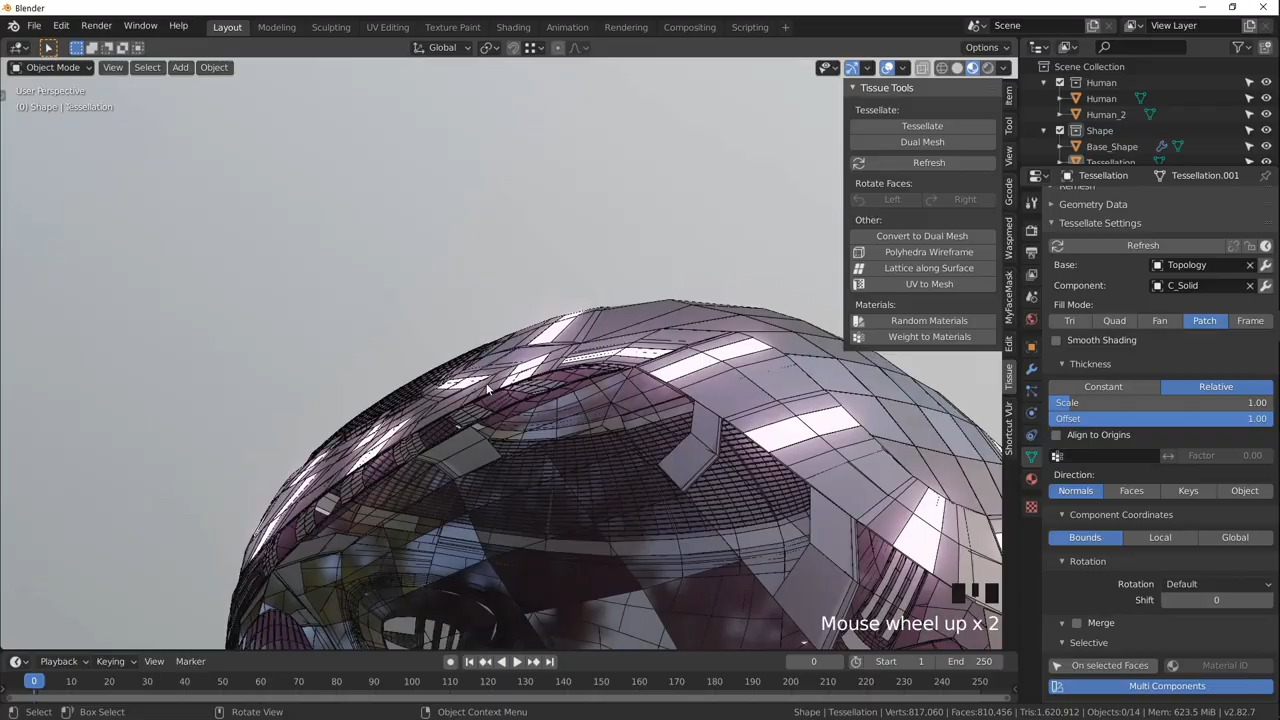 Blender
File Edit Render Window Help
Layout Modeling Sculpting UV Editing Texture Paint Shading Animation Rendering Compositing Scripting +
Scene
View Layer
Global
Options
Object Mode View Select Add Object
User Perspective
(0) Shape | Tessellation
Tissue Tools
Tessellate:
Tessellate
Dual Mesh
Refresh
Rotate Faces:
Left Right
Other:
Convert to Dual Mesh
Polyhedra Wireframe
Lattice along Surface
UV to Mesh
Materials:
Random Materials
Weight to Materials
Item
Tool
View
Gcode
Waspmed
MyFaceMask
Edit
Tissue
Shortcut VUr
Scene Collection
Human
Human
Human_2
Shape
Base_Shape
Tessellation
Tessellation Tessellation.001
Refresh
Geometry Data
Tessellate Settings
Refresh
Base: Topology
Component: C_Solid
Fill Mode:
Tri Quad Fan Patch Frame
Smooth Shading
Thickness
Constant Relative
Scale 1.00
Offset 1.00
Align to Origins
Factor 0.00
Direction:
Normals Faces Keys Object
Component Coordinates
Bounds Local Global
Rotation
Rotation Default
Shift 0
Merge
Selective
On selected Faces Material ID
Multi Components
Mouse wheel up x 2
Playback Keying View Marker
0 Start 1 End 250
0 10 20 30 40 50 60 70 80 90 100 110 120 130 140 150 160 170 180 190 200 210 220 230 240 250
Select Box Select Rotate View Object Context Menu
Shape | Tessellation | Verts:817,060 | Faces:810,456 | Tris:1,620,912 | Objects:0/14 | Mem: 623.5 MiB | v2.82.7